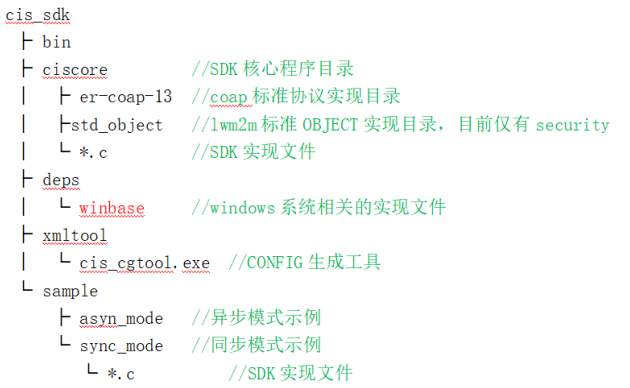 cis_sdk
├ bin
├ ciscore //SDK 核心程序目录
│ ├ er-coap-13 //coap 标准协议实现目录
│ ├std_object //lwm2m 标准 OBJECT 实现目录，目前仅有 security
│ └ *.c //SDK 实现文件
├ deps
│ └ winbase //windows 系统相关的实现文件
├ xmltool
│ └ cis_cgtool.exe //CONFIG 生成工具
└ sample
├ asyn_mode //异步模式示例
└ sync_mode //同步模式示例
└ *.c //SDK 实现文件